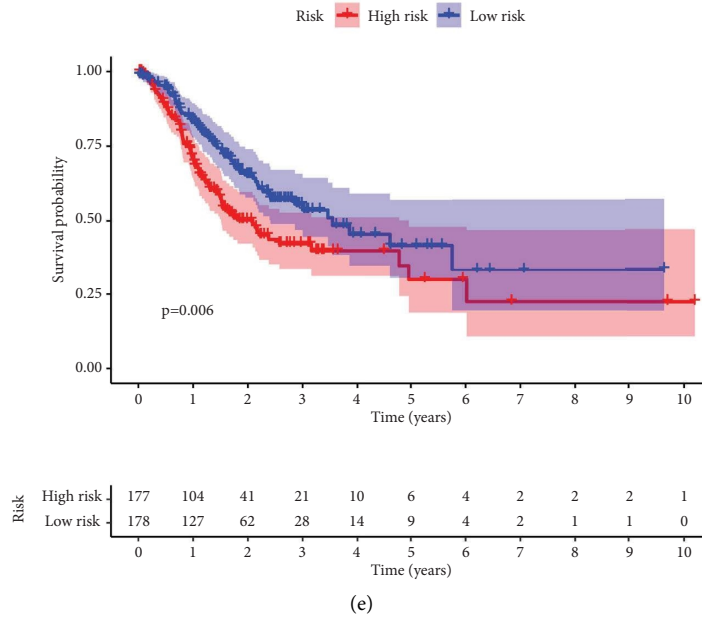 Risk High risk Low risk
1.00
0.75
0.50
0.25
0.00
Survival probability
p=0.006
0 1 2 3 4 5 6 7 8 9 10
Time (years)
Risk
High risk 177 104 41 21 10 6 4 2 2 2 1
Low risk 178 127 62 28 14 9 4 2 1 1 0
0 1 2 3 4 5 6 7 8 9 10
Time (years)
(e)